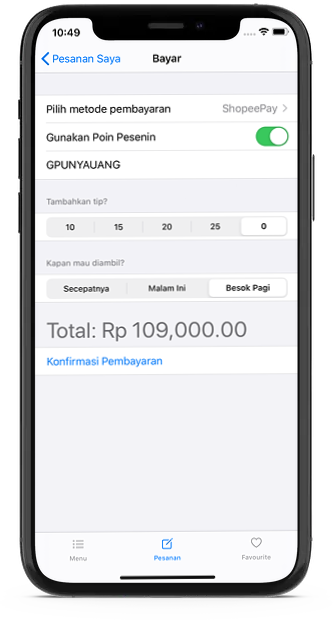 10:49
Pesanan Saya
Bayar
Pilih metode pembayaran ShopeePay
Gunakan Poin Pesenin
GPUNYAUANG
Tambahkan tip?
10 15 20 25 0
Kapan mau diambil?
Secepatnya Malam Ini Besok Pagi
Total: Rp 109,000.00
Konfirmasi Pembayaran
Menu Pesanan Favourite